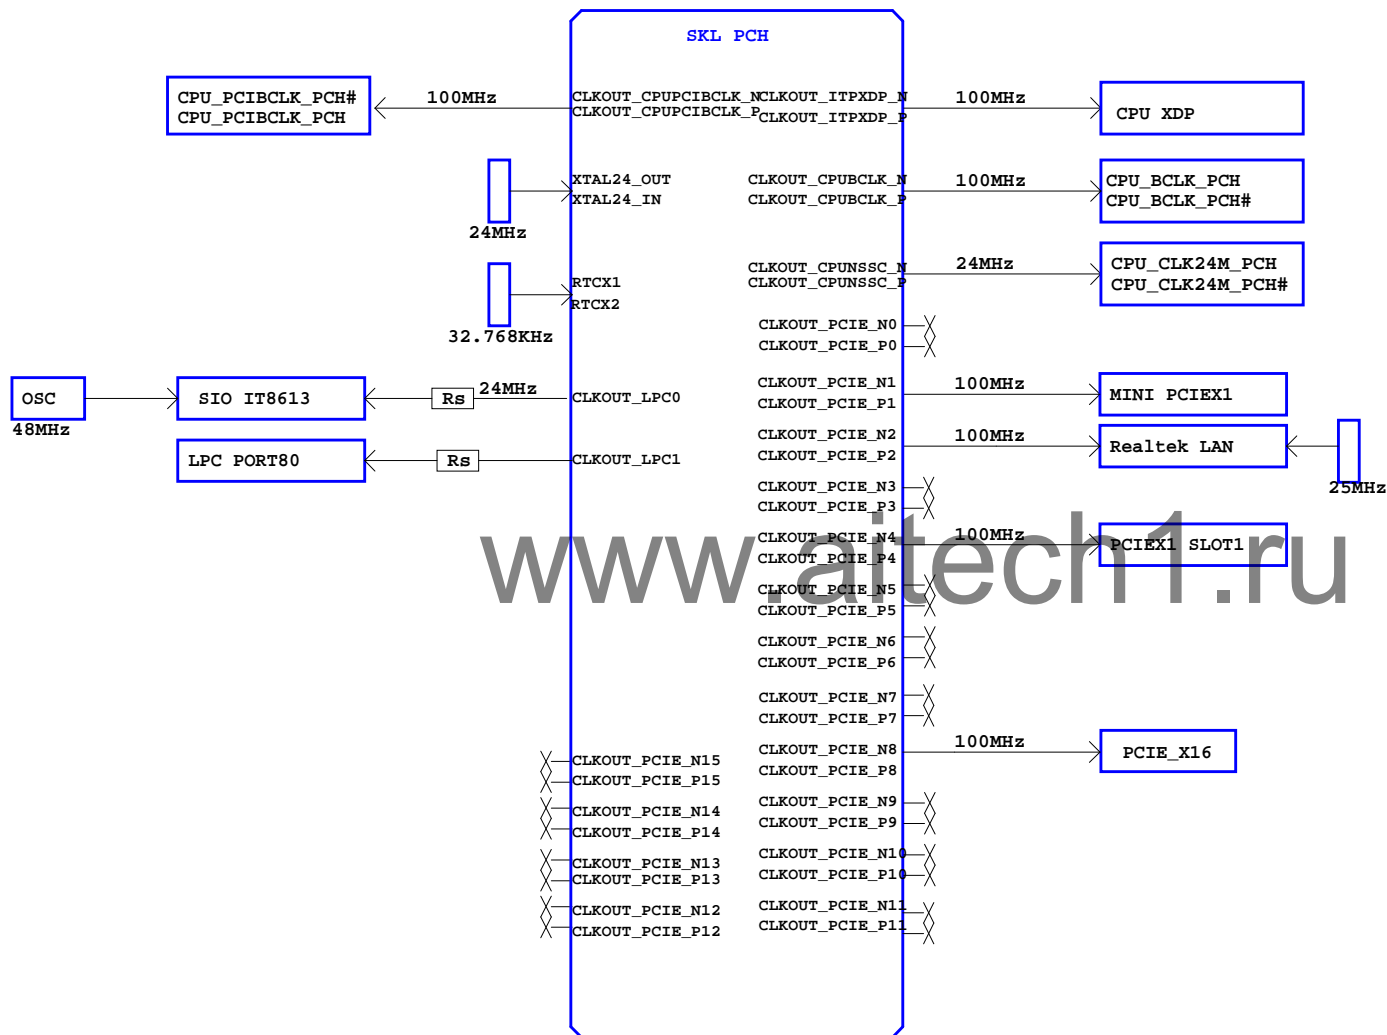 SKL PCH
CPU_PCIBCLK_PCH#
CPU_PCIBCLK_PCH
100MHz
CLKOUT_CPUPCIBCLK_N
CLKOUT_CPUPCIBCLK_P
CLKOUT_ITPXDP_N
CLKOUT_ITPXDP_P
100MHz
CPU XDP
24MHz
XTAL24_OUT
XTAL24_IN
CLKOUT_CPUBCLK_N
CLKOUT_CPUBCLK_P
100MHz
CPU_BCLK_PCH
CPU_BCLK_PCH#
32.768KHz
RTCX1
RTCX2
CLKOUT_CPUNSSC_N
CLKOUT_CPUNSSC_P
24MHz
CPU_CLK24M_PCH
CPU_CLK24M_PCH#
CLKOUT_PCIE_N0
CLKOUT_PCIE_P0
OSC
48MHz
SIO IT8613
Rs
24MHz
CLKOUT_LPC0
CLKOUT_PCIE_N1
CLKOUT_PCIE_P1
100MHz
MINI PCIEX1
LPC PORT80
Rs
CLKOUT_LPC1
CLKOUT_PCIE_N2
CLKOUT_PCIE_P2
100MHz
Realtek LAN
25MHz
CLKOUT_PCIE_N3
CLKOUT_PCIE_P3
CLKOUT_PCIE_N4
CLKOUT_PCIE_P4
100MHz
PCIEX1 SLOT1
www.aitech1.ru
CLKOUT_PCIE_N5
CLKOUT_PCIE_P5
CLKOUT_PCIE_N6
CLKOUT_PCIE_P6
CLKOUT_PCIE_N7
CLKOUT_PCIE_P7
CLKOUT_PCIE_N8
CLKOUT_PCIE_P8
100MHz
PCIE_X16
CLKOUT_PCIE_N15
CLKOUT_PCIE_P15
CLKOUT_PCIE_N9
CLKOUT_PCIE_P9
CLKOUT_PCIE_N14
CLKOUT_PCIE_P14
CLKOUT_PCIE_N10
CLKOUT_PCIE_P10
CLKOUT_PCIE_N13
CLKOUT_PCIE_P13
CLKOUT_PCIE_N11
CLKOUT_PCIE_P11
CLKOUT_PCIE_N12
CLKOUT_PCIE_P12